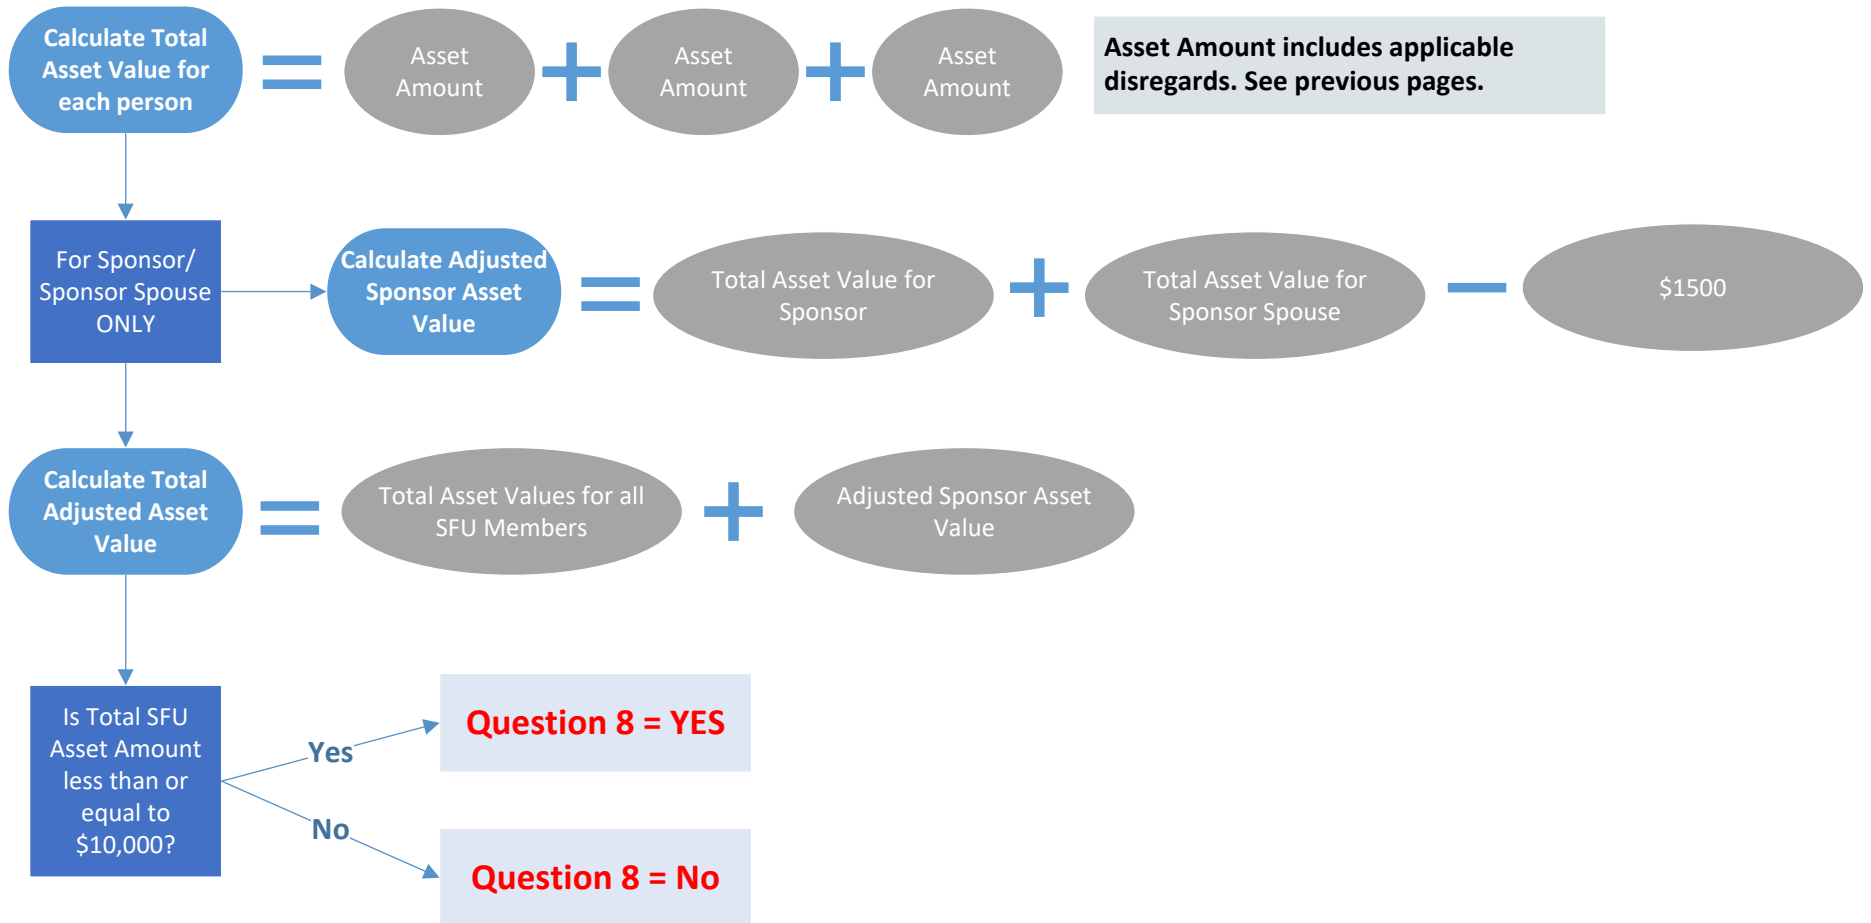 Calculate Total
Asset Value for
each person
Asset
Amount
Asset
Amount
Asset
Amount
Asset Amount includes applicable
disregards. See previous pages.
For Sponsor/
Sponsor Spouse
ONLY
Calculate Adjusted
Sponsor Asset
Value
Total Asset Value for
Sponsor
Total Asset Value for
Sponsor Spouse
$1500
Calculate Total
Adjusted Asset
Value
Total Asset Values for all
SFU Members
Adjusted Sponsor Asset
Value
Is Total SFU
Asset Amount
less than or
equal to
$10,000?
Yes
Question 8 = YES
No
Question 8 = No